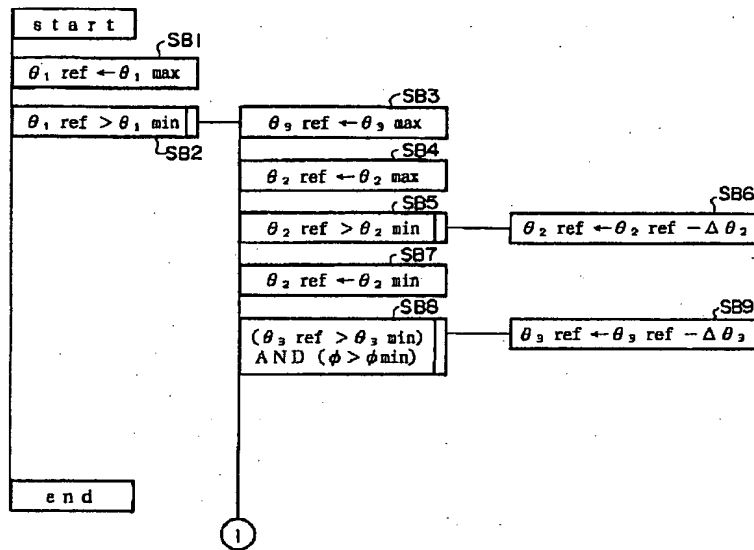 start
SB1
θ₁ ref ← θ₁ max
SB3
θ₁ ref > θ₁ min
θ₃ ref ← θ₃ max
SB2
SB4
θ₂ ref ← θ₂ max
SB5
SB6
θ₂ ref > θ₂ min
θ₂ ref ← θ₂ ref − Δθ₂
SB7
θ₂ ref ← θ₂ min
SB8
SB9
(θ₃ ref > θ₃ min)
AND (φ > φmin)
θ₃ ref ← θ₃ ref − Δθ₃
end
1